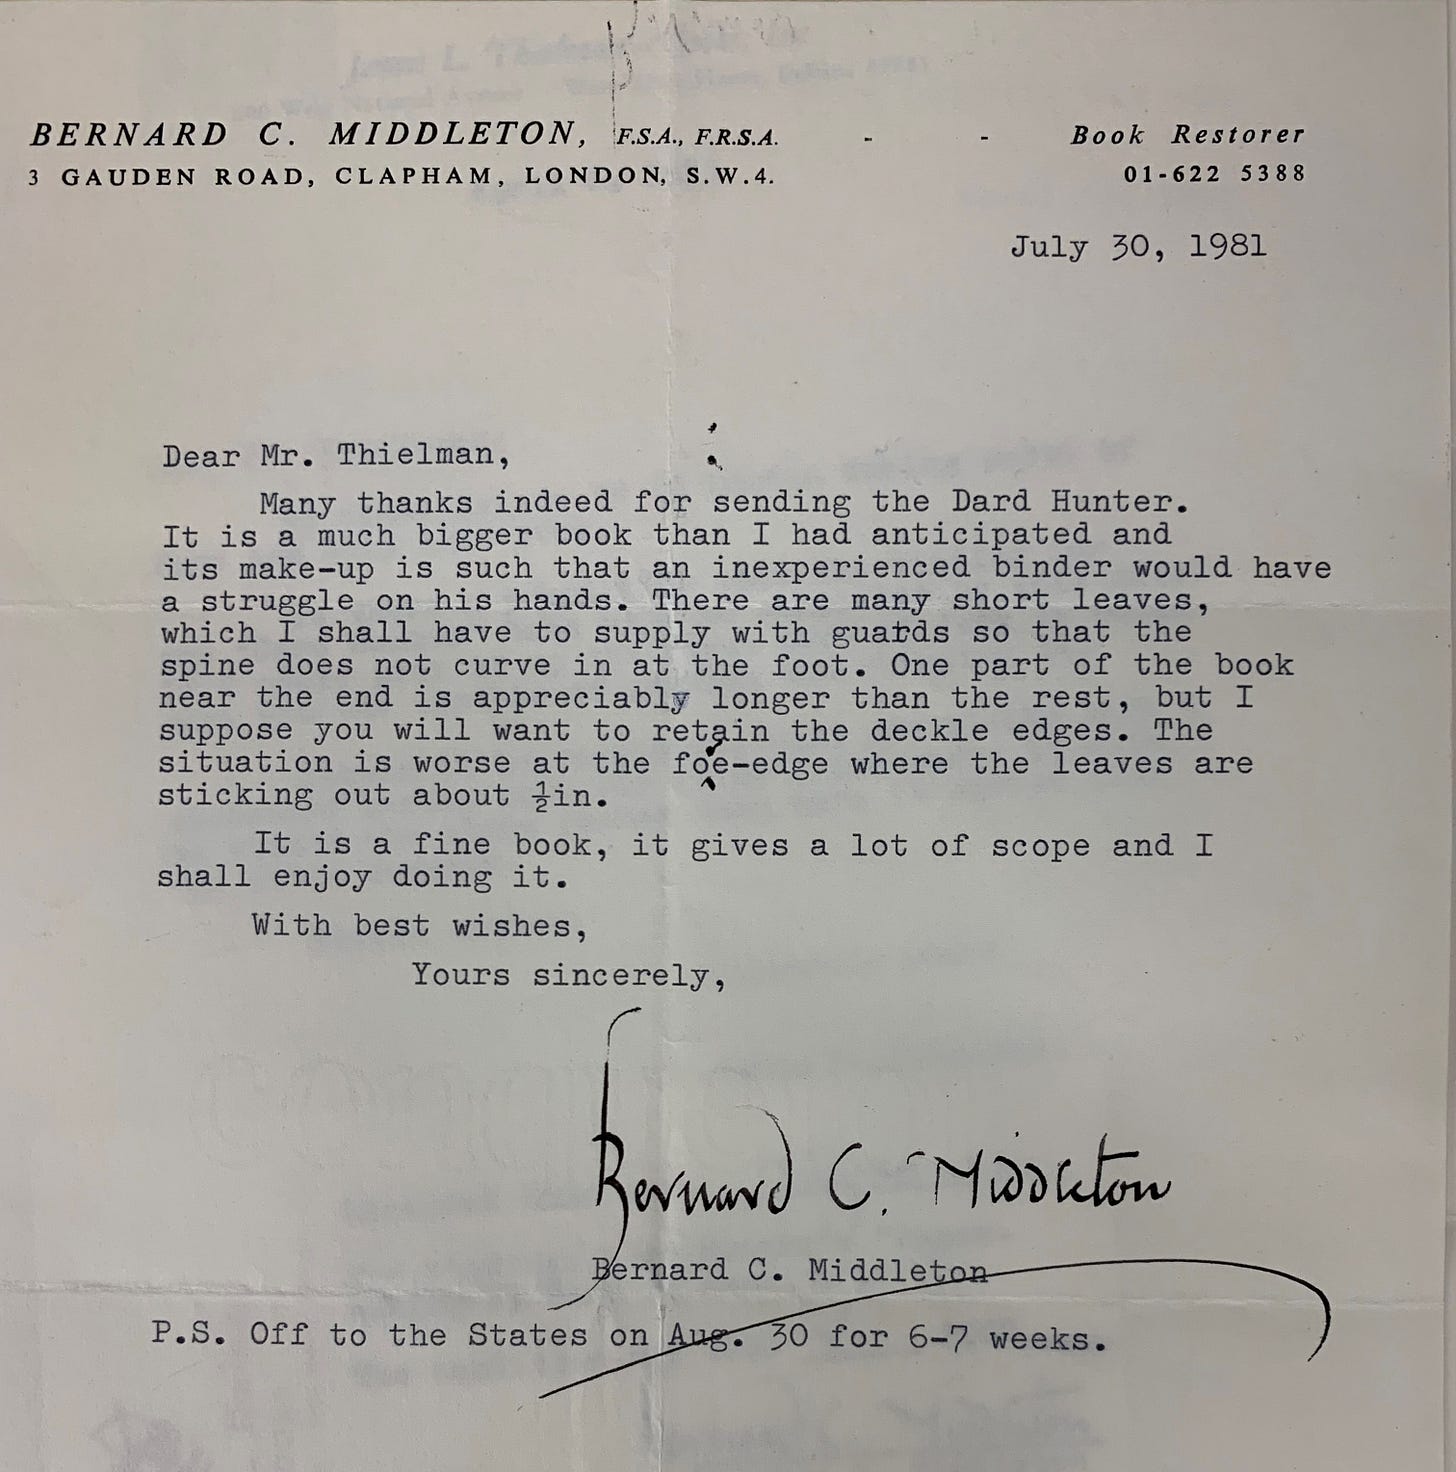 BERNARD C. MIDDLETON, F.S.A., F.R.S.A. - - Book Restorer
3 GAUDEN ROAD, CLAPHAM, LONDON, S.W.4. 01-622 5388
July 30, 1981
Dear Mr. Thielman,
Many thanks indeed for sending the Dard Hunter.
It is a much bigger book than I had anticipated and
its make-up is such that an inexperienced binder would have
a struggle on his hands. There are many short leaves,
which I shall have to supply with guards so that the
spine does not curve in at the foot. One part of the book
near the end is appreciably longer than the rest, but I
suppose you will want to retain the deckle edges. The
situation is worse at the fore-edge where the leaves are
sticking out about ½in.
It is a fine book, it gives a lot of scope and I
shall enjoy doing it.
With best wishes,
Yours sincerely,
Bernard C. Middleton
Bernard C. Middleton
P.S. Off to the States on Aug. 30 for 6-7 weeks.